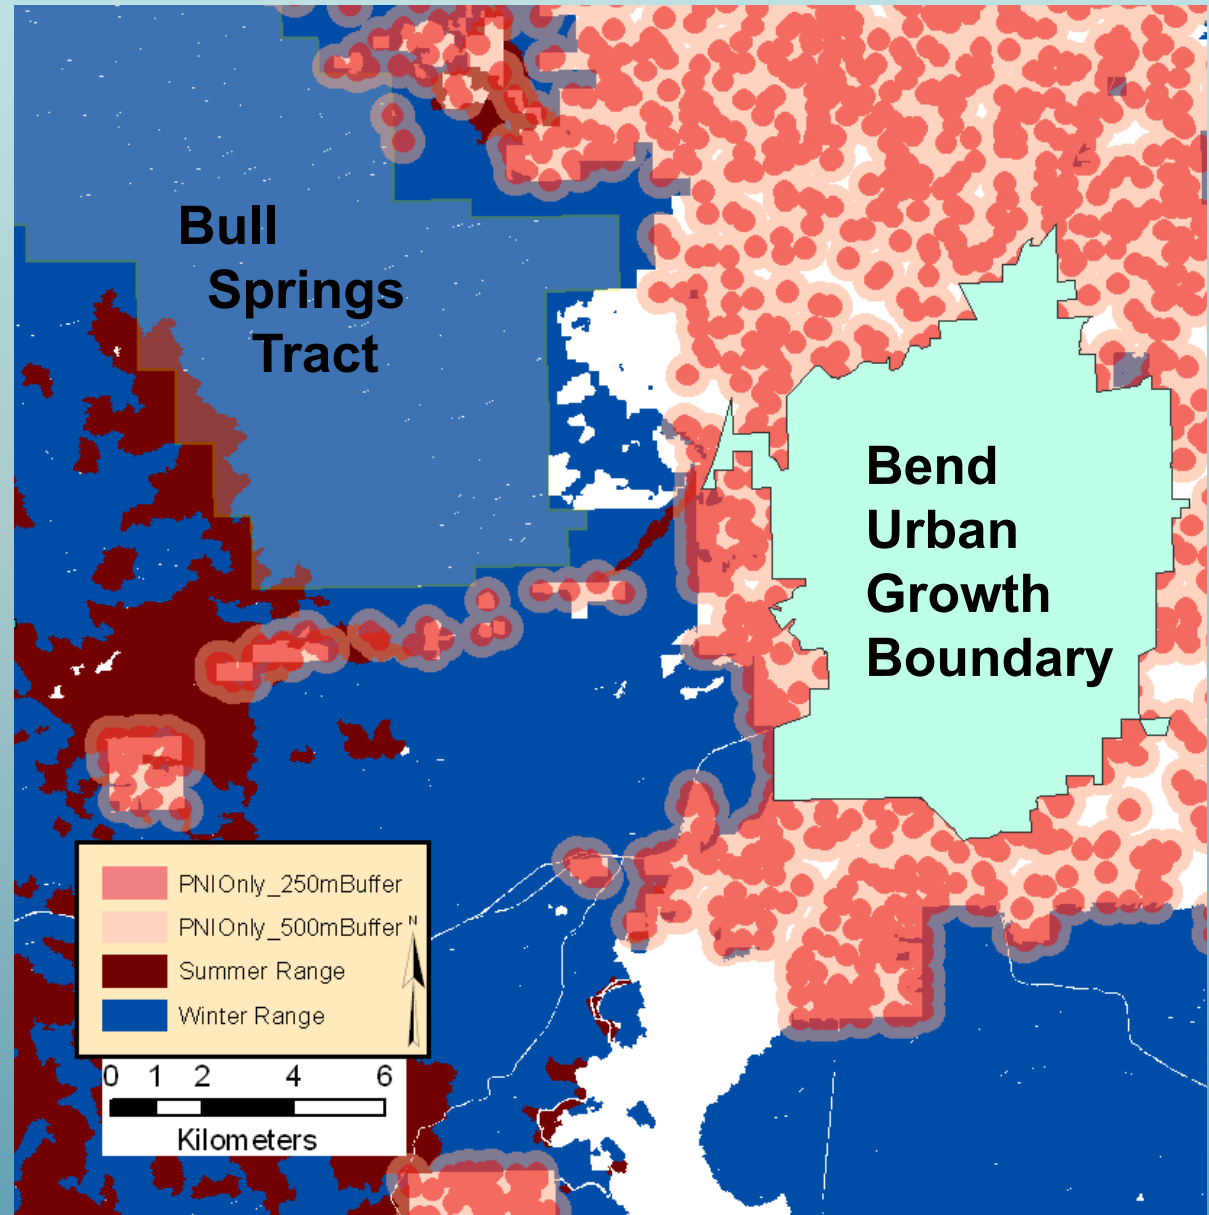 Bull
Springs
Tract
Bend
Urban
Growth
Boundary
PNIOnly_250mBuffer
PNIOnly_500mBuffer
N
Summer Range
Winter Range
0 1 2 4 6
Kilometers